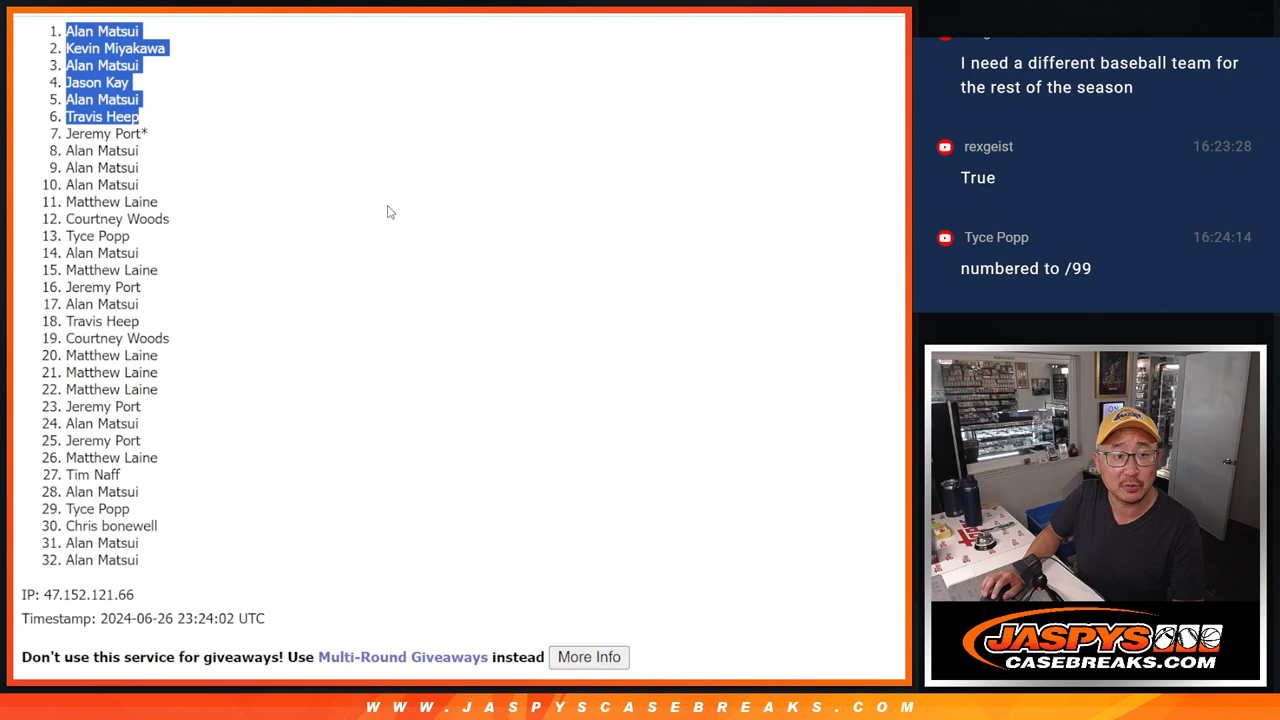 1. Alan Matsui
2. Kevin Miyakawa
3. Alan Matsui
4. Jason Kay
5. Alan Matsui
6. Travis Heep
7. Jeremy Port*
8. Alan Matsui
9. Alan Matsui
10. Alan Matsui
11. Matthew Laine
12. Courtney Woods
13. Tyce Popp
14. Alan Matsui
15. Matthew Laine
16. Jeremy Port
17. Alan Matsui
18. Travis Heep
19. Courtney Woods
20. Matthew Laine
21. Matthew Laine
22. Matthew Laine
23. Jeremy Port
24. Alan Matsui
25. Jeremy Port
26. Matthew Laine
27. Tim Naff
28. Alan Matsui
29. Tyce Popp
30. Chris bonewell
31. Alan Matsui
32. Alan Matsui
IP: 47.152.121.66
Timestamp: 2024-06-26 23:24:02 UTC
Don't use this service for giveaways! Use Multi-Round Giveaways instead More Info
I need a different baseball team for
the rest of the season
rexgeist 16:23:28
True
Tyce Popp 16:24:14
numbered to /99
JASPYS
CASEBREAKS.COM
WWW.JASPYSCASEBREAKS.COM